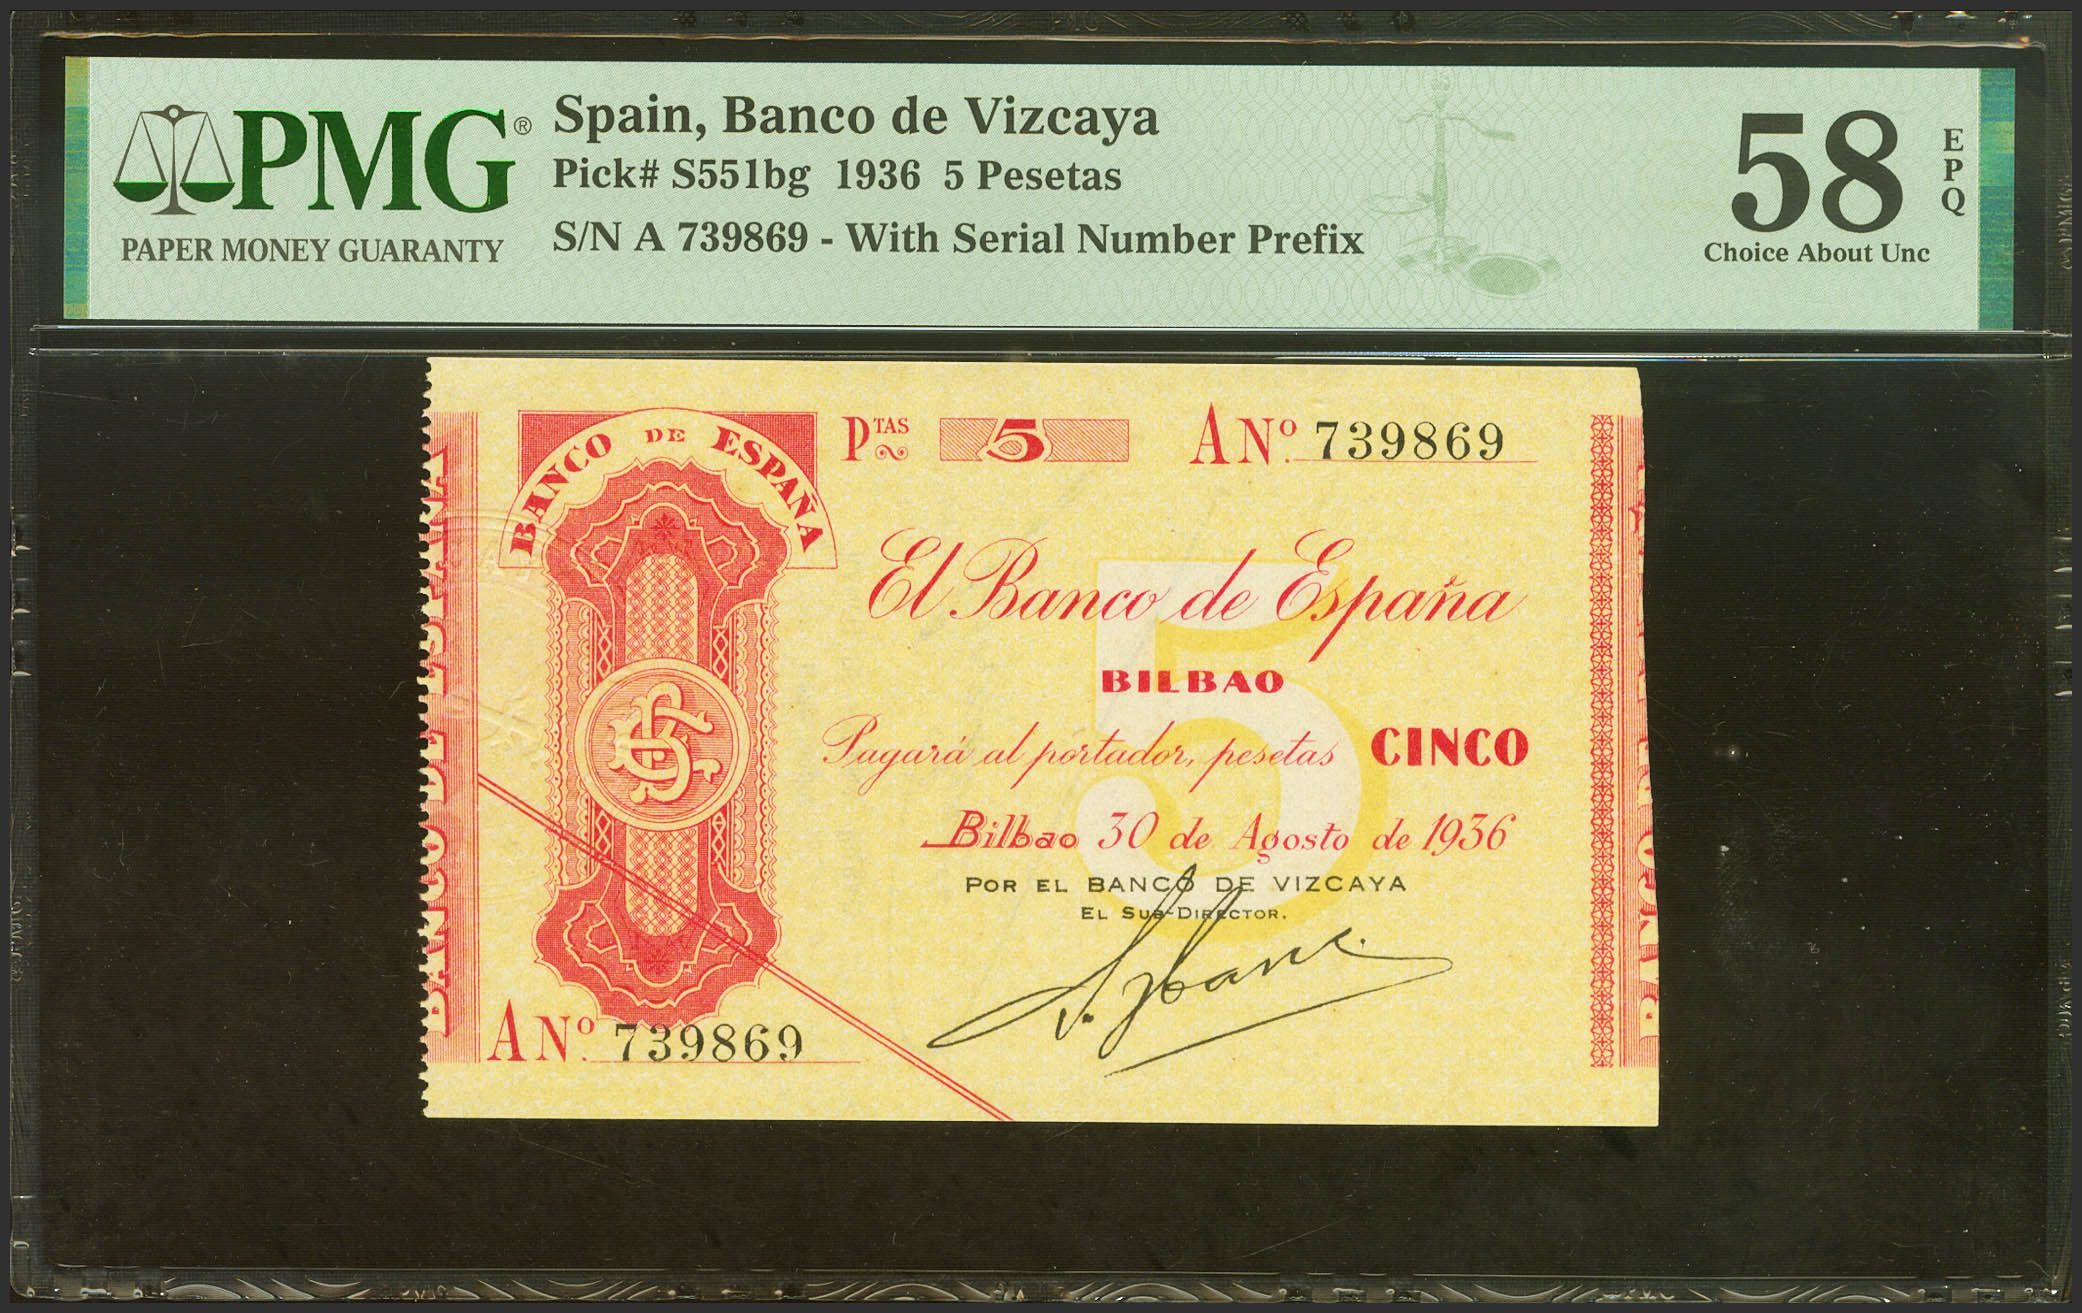 PMG®
PAPER MONEY GUARANTY
Spain, Banco de Vizcaya
Pick# S551bg 1936 5 Pesetas
S/N A 739869 - With Serial Number Prefix
58
EPQ
Choice About Unc
BANCO DE ESPAÑA
BANCO DE ESPAÑA
PTAS 5
A Nº. 739869
El Banco de España
BILBAO
Pagará al portador, pesetas CINCO
Bilbao 30 de Agosto de 1936
POR EL BANCO DE VIZCAYA
EL SUB-DIRECTOR.
A Nº. 739869